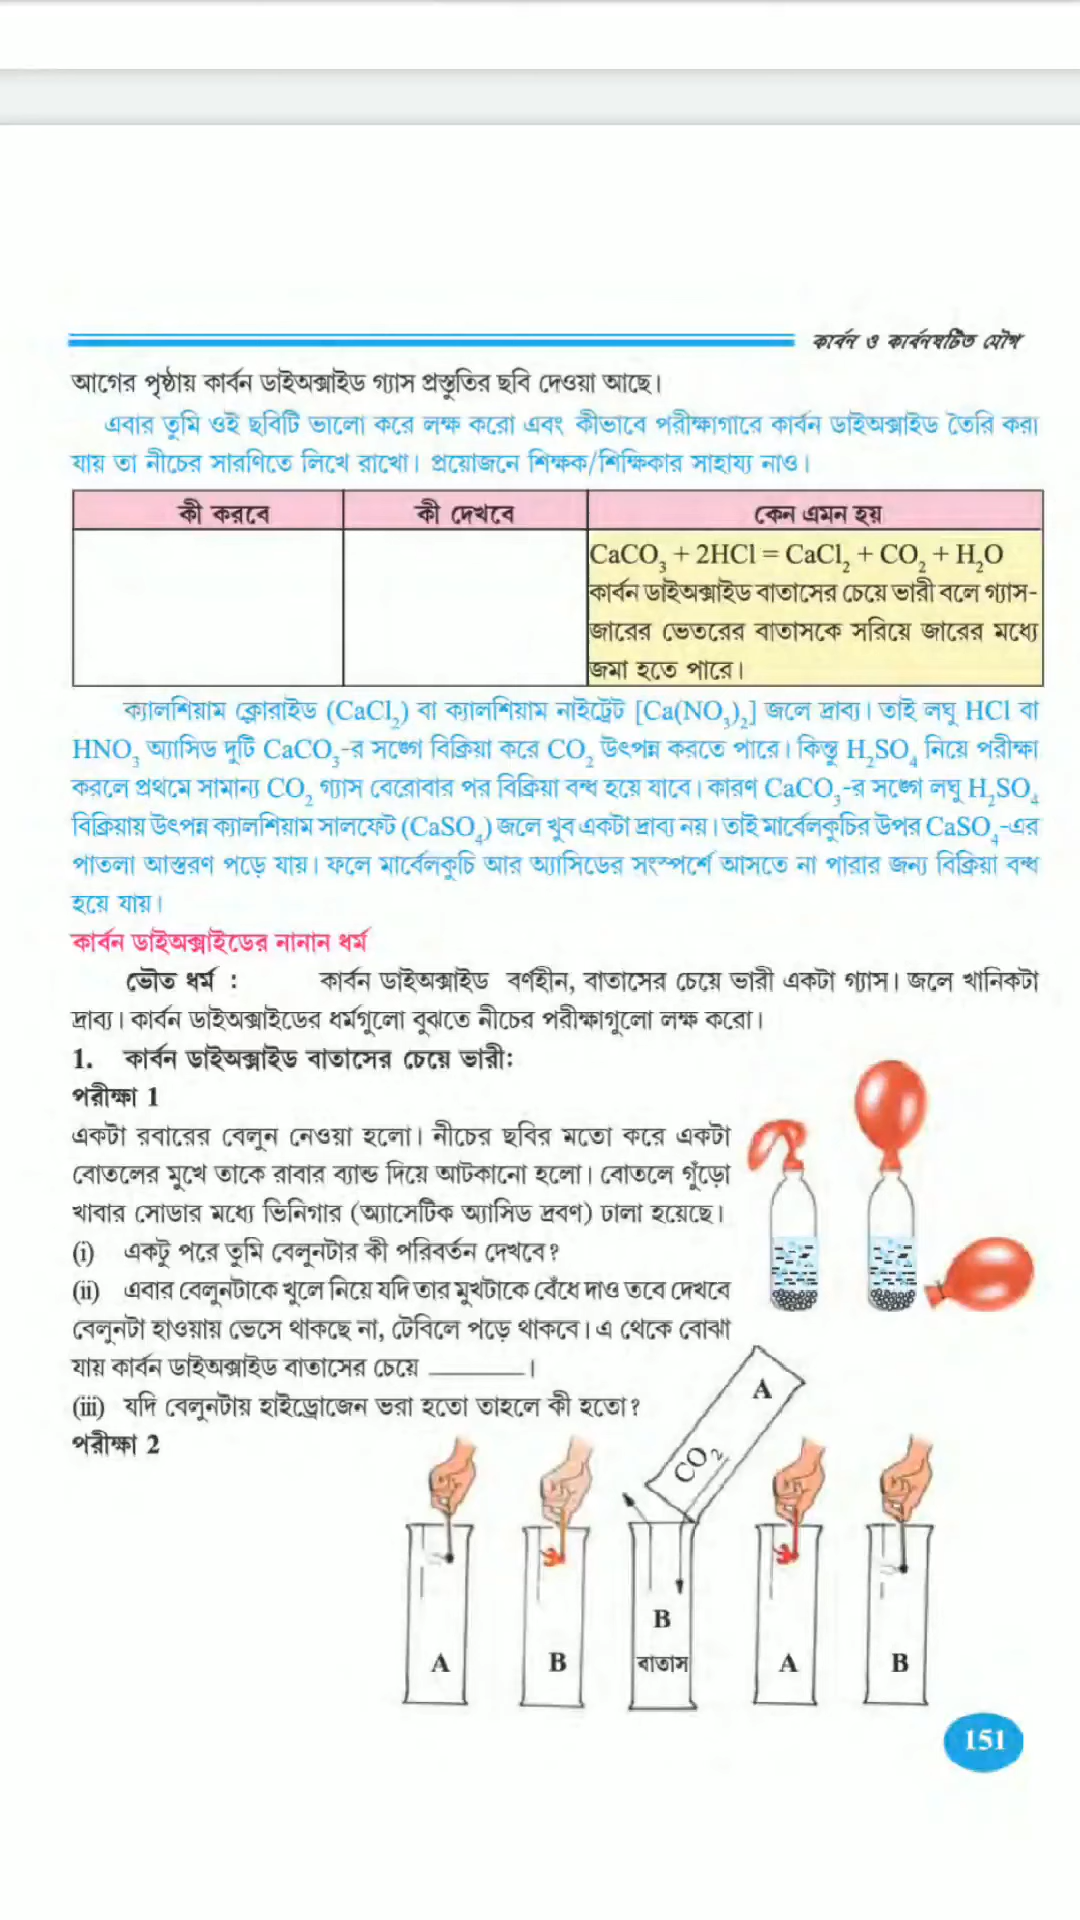 কার্বন ও কার্বনঘটিত যৌগ
আগের পৃষ্ঠায় কার্বন ডাইঅক্সাইড গ্যাস প্রস্তুতির ছবি দেওয়া আছে।
এবার তুমি ওই ছবিটি ভালো করে লক্ষ করো এবং কীভাবে পরীক্ষাগারে কার্বন ডাইঅক্সাইড তৈরি করা
যায় তা নীচের সারণিতে লিখে রাখো। প্রয়োজনে শিক্ষক/শিক্ষিকার সাহায্য নাও।
কী করবে
কী দেখবে
কেন এমন হয়
CaCO₃ + 2HCl = CaCl₂ + CO₂ + H₂O
কার্বন ডাইঅক্সাইড বাতাসের চেয়ে ভারী বলে গ্যাস-
জারের ভেতরের বাতাসকে সরিয়ে জারের মধ্যে
জমা হতে পারে।
ক্যালশিয়াম ক্লোরাইড (CaCl₂) বা ক্যালশিয়াম নাইট্রেট [Ca(NO₃)₂] জলে দ্রাব্য। তাই লঘু HCl বা
HNO₃ অ্যাসিড দুটি CaCO₃-র সঙ্গে বিক্রিয়া করে CO₂ উৎপন্ন করতে পারে। কিন্তু H₂SO₄ নিয়ে পরীক্ষা
করলে প্রথমে সামান্য CO₂ গ্যাস বেরোবার পর বিক্রিয়া বন্ধ হয়ে যাবে। কারণ CaCO₃-র সঙ্গে লঘু H₂SO₄
বিক্রিয়ায় উৎপন্ন ক্যালশিয়াম সালফেট (CaSO₄) জলে খুব একটা দ্রাব্য নয়। তাই মার্বেলকুচির উপর CaSO₄-এর
পাতলা আস্তরণ পড়ে যায়। ফলে মার্বেলকুচি আর অ্যাসিডের সংস্পর্শে আসতে না পারার জন্য বিক্রিয়া বন্ধ
হয়ে যায়।
কার্বন ডাইঅক্সাইডের নানান ধর্ম
ভৌত ধর্ম : কার্বন ডাইঅক্সাইড বর্ণহীন, বাতাসের চেয়ে ভারী একটা গ্যাস। জলে খানিকটা
দ্রাব্য। কার্বন ডাইঅক্সাইডের ধর্মগুলো বুঝতে নীচের পরীক্ষাগুলো লক্ষ করো।
1. কার্বন ডাইঅক্সাইড বাতাসের চেয়ে ভারী:
পরীক্ষা 1
একটা রবারের বেলুন নেওয়া হলো। নীচের ছবির মতো করে একটা
বোতলের মুখে তাকে রাবার ব্যান্ড দিয়ে আটকানো হলো। বোতলে গুঁড়ো
খাবার সোডার মধ্যে ভিনিগার (অ্যাসেটিক অ্যাসিড দ্রবণ) ঢালা হয়েছে।
(i) একটু পরে তুমি বেলুনটার কী পরিবর্তন দেখবে?
(ii) এবার বেলুনটাকে খুলে নিয়ে যদি তার মুখটাকে বেঁধে দাও তবে দেখবে
বেলুনটা হাওয়ায় ভেসে থাকছে না, টেবিলে পড়ে থাকবে। এ থেকে বোঝা
যায় কার্বন ডাইঅক্সাইড বাতাসের চেয়ে ________।
(iii) যদি বেলুনটায় হাইড্রোজেন ভরা হতো তাহলে কী হতো?
পরীক্ষা 2
A
CO₂
A
B
B
বাতাস
A
B
151